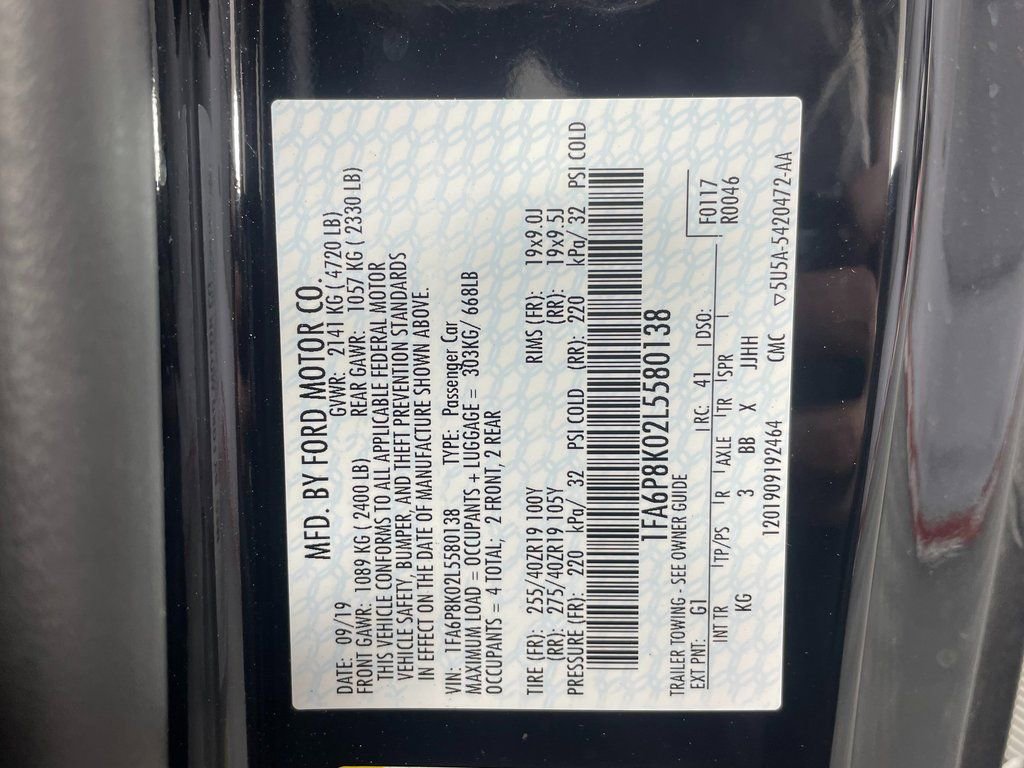 MFD. BY FORD MOTOR CO.
DATE: 09/19 GVWR: 2141 KG ( 4720 LB)
FRONT GAWR: 1089 KG ( 2400 LB) REAR GAWR: 1057 KG ( 2330 LB)
THIS VEHICLE CONFORMS TO ALL APPLICABLE FEDERAL MOTOR
VEHICLE SAFETY, BUMPER, AND THEFT PREVENTION STANDARDS
IN EFFECT ON THE DATE OF MANUFACTURE SHOWN ABOVE.
VIN: 1FA6P8K02L5580138 TYPE: Passenger Car
MAXIMUM LOAD = OCCUPANTS + LUGGAGE = 303KG/ 668LB
OCCUPANTS = 4 TOTAL; 2 FRONT, 2 REAR
TIRE (FR): 255/40ZR19 100Y RIMS (FR): 19x9.0J
(RR): 275/40ZR19 105Y (RR): 19x9.5J
PRESSURE (FR): 220 kPa/ 32 PSI COLD (RR): 220 kPa/ 32 PSI COLD
1FA6P8K02L5580138
TRAILER TOWING - SEE OWNER GUIDE F0117
EXT PNT: G1 RC: 41 DSO: R0046
INT TR TP/PS R AXLE TR SPR
KG 3 BB X JJHH
1201909192464 CMC ▽5U5A-5420472-AA